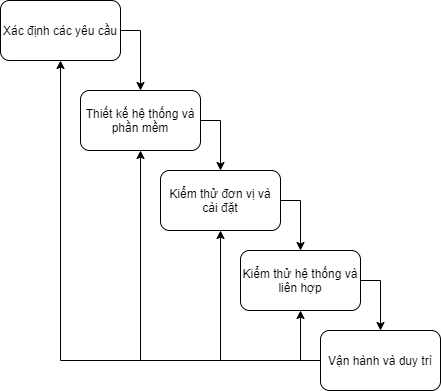 Xác định các yêu cầu
Thiết kế hệ thống và
phần mềm
Kiểm thử đơn vị và
cài đặt
Kiểm thử hệ thống và
liên hợp
Vận hành và duy trì